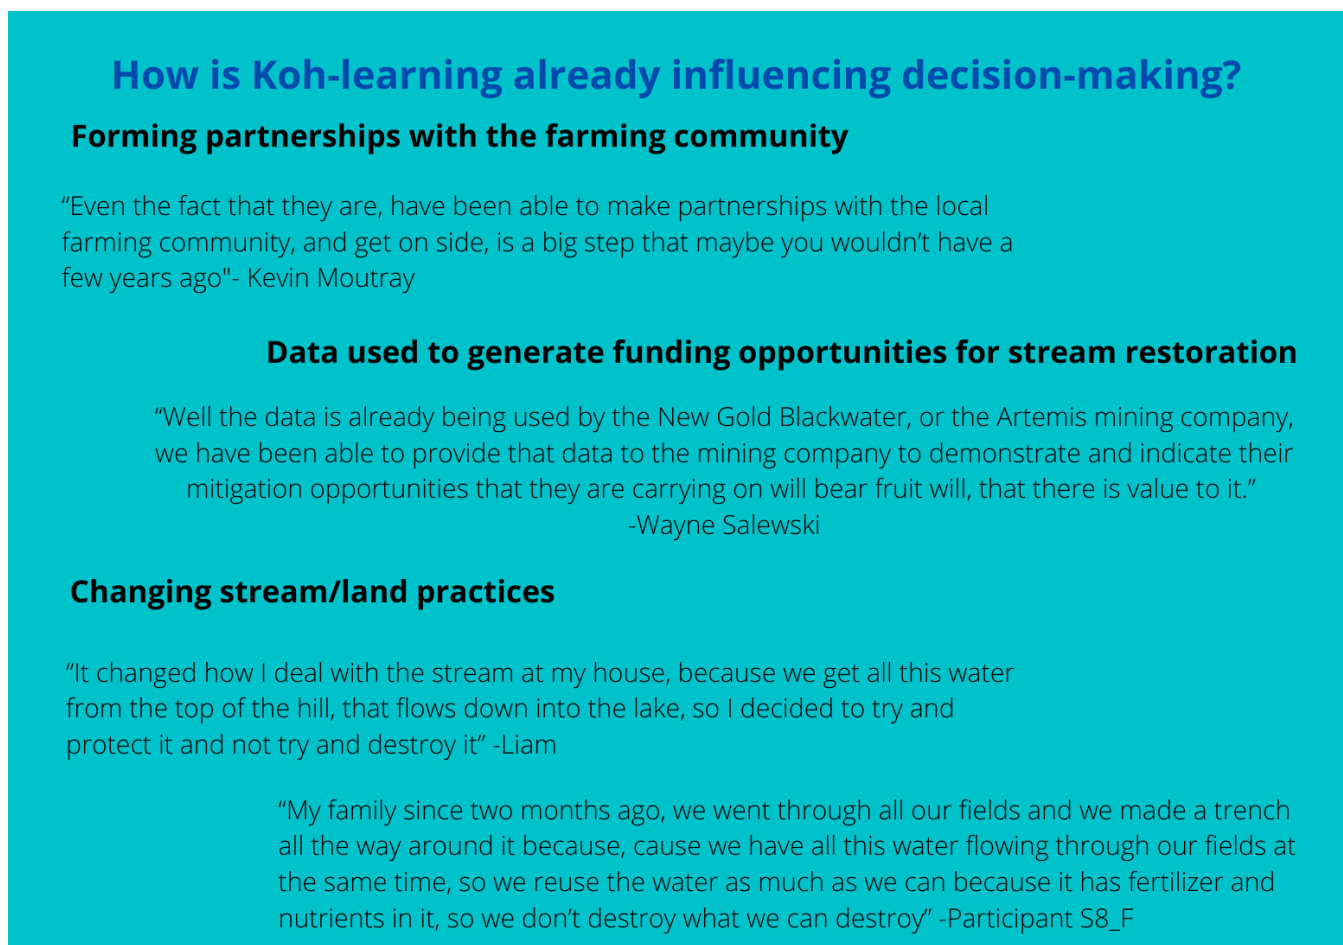 How is Koh-learning already influencing decision-making?
Forming partnerships with the farming community
“Even the fact that they are, have been able to make partnerships with the local
farming community, and get on side, is a big step that maybe you wouldn’t have a
few years ago"- Kevin Moutray
Data used to generate funding opportunities for stream restoration
“Well the data is already being used by the New Gold Blackwater, or the Artemis mining company,
we have been able to provide that data to the mining company to demonstrate and indicate their
mitigation opportunities that they are carrying on will bear fruit will, that there is value to it.”
-Wayne Salewski
Changing stream/land practices
“It changed how I deal with the stream at my house, because we get all this water
from the top of the hill, that flows down into the lake, so I decided to try and
protect it and not try and destroy it” -Liam
“My family since two months ago, we went through all our fields and we made a trench
all the way around it because, cause we have all this water flowing through our fields at
the same time, so we reuse the water as much as we can because it has fertilizer and
nutrients in it, so we don’t destroy what we can destroy” -Participant S8_F